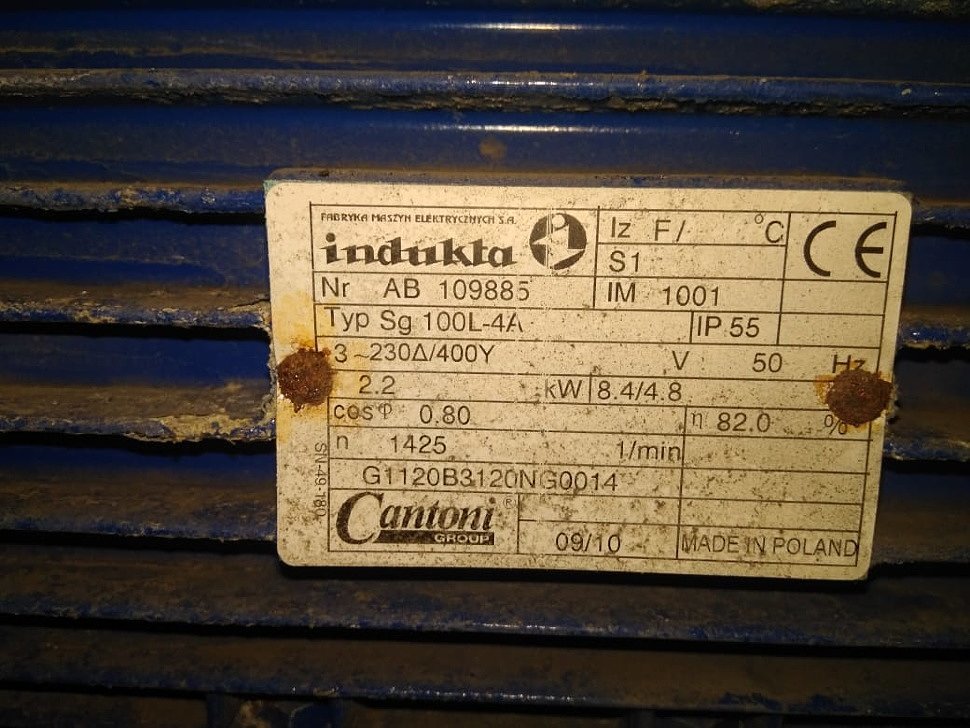 FABRYKA MASZYN ELEKTRYCZNYCH S.A.
indukta
Iz F/ °C
CE
S1
Nr AB 109885
IM 1001
Typ Sg 100L-4A
IP 55
3 ~230Δ/400Y V 50 Hz
2.2 kW 8.4/4.8
cosφ 0.80
η 82.0 %
n 1425 1/min
G1120B3120NG0014
SN-49-180
Cantoni®
GROUP
09/10
MADE IN POLAND